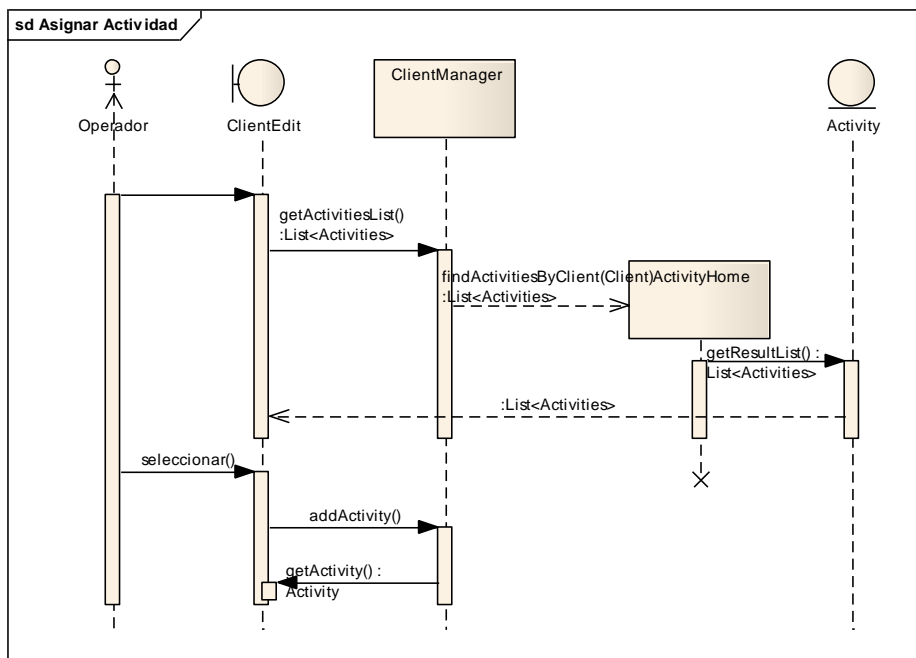 sd Asignar Actividad
Operador
ClientEdit
ClientManager
Activity
getActivitiesList()
:List<Activities>
findActivitiesByClient(Client)
:List<Activities>
ActivityHome
getResultList() :
List<Activities>
:List<Activities>
seleccionar()
addActivity()
getActivity() :
Activity